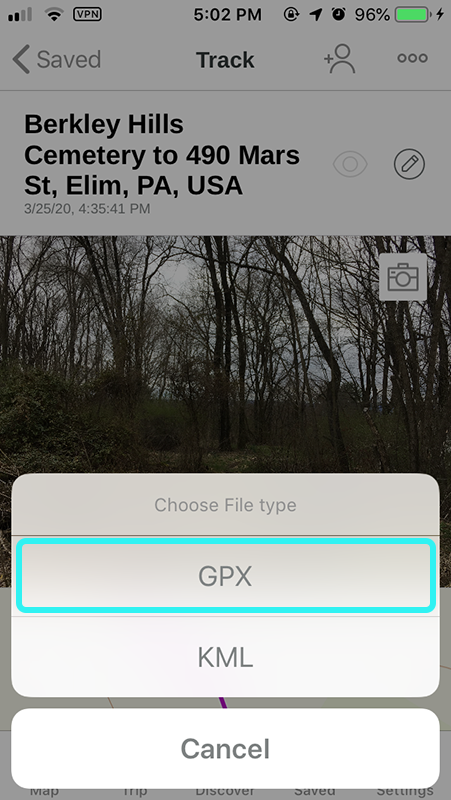 VPN 5:02 PM 96%
Saved Track
Berkley Hills
Cemetery to 490 Mars
St, Elim, PA, USA
3/25/20, 4:35:41 PM
Choose File type
GPX
KML
Cancel
Map Trip Discover Saved Settings